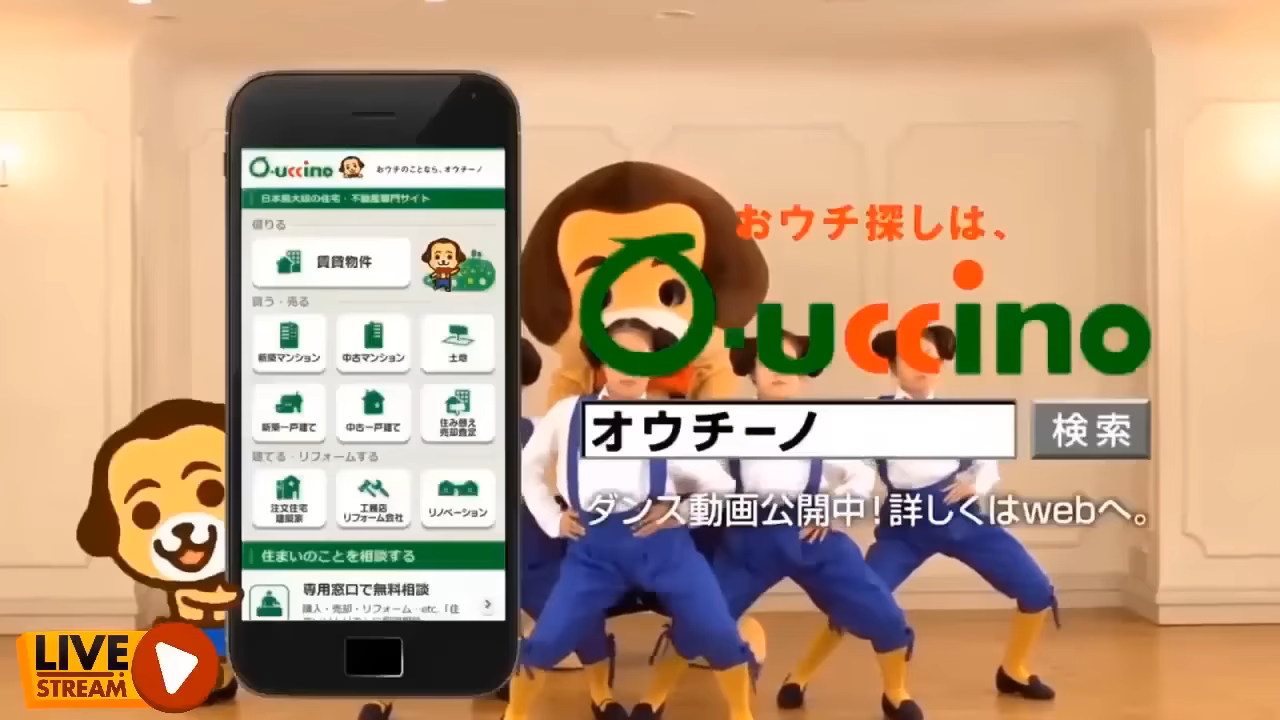 O-uccino
おウチのことなら、オウチーノ
日本最大級の住宅・不動産専門サイト
借りる
賃貸物件
買う・売る
新築マンション
中古マンション
土地
新築一戸建て
中古一戸建て
住み替え
売却査定
建てる・リフォームする
注文住宅
建築家
工務店
リフォーム会社
リノベーション
住まいのことを相談する
専用窓口で無料相談
購入・売却・リフォーム…etc.「住
おウチ探しは、
O-uccino
オウチーノ
検索
ダンス動画公開中!詳しくはwebへ。
LIVE
STREAM